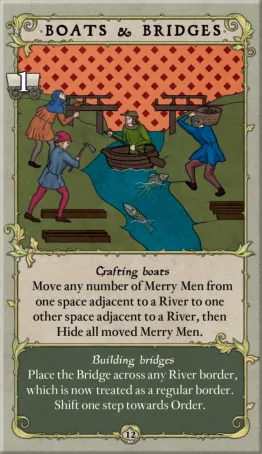 BOATS & BRIDGES
1
Crafting boats
Move any number of Merry Men from
one space adjacent to a River to one
other space adjacent to a River, then
Hide all moved Merry Men.
Building bridges
Place the Bridge across any River border,
which is now treated as a regular border.
Shift one step towards Order.
12